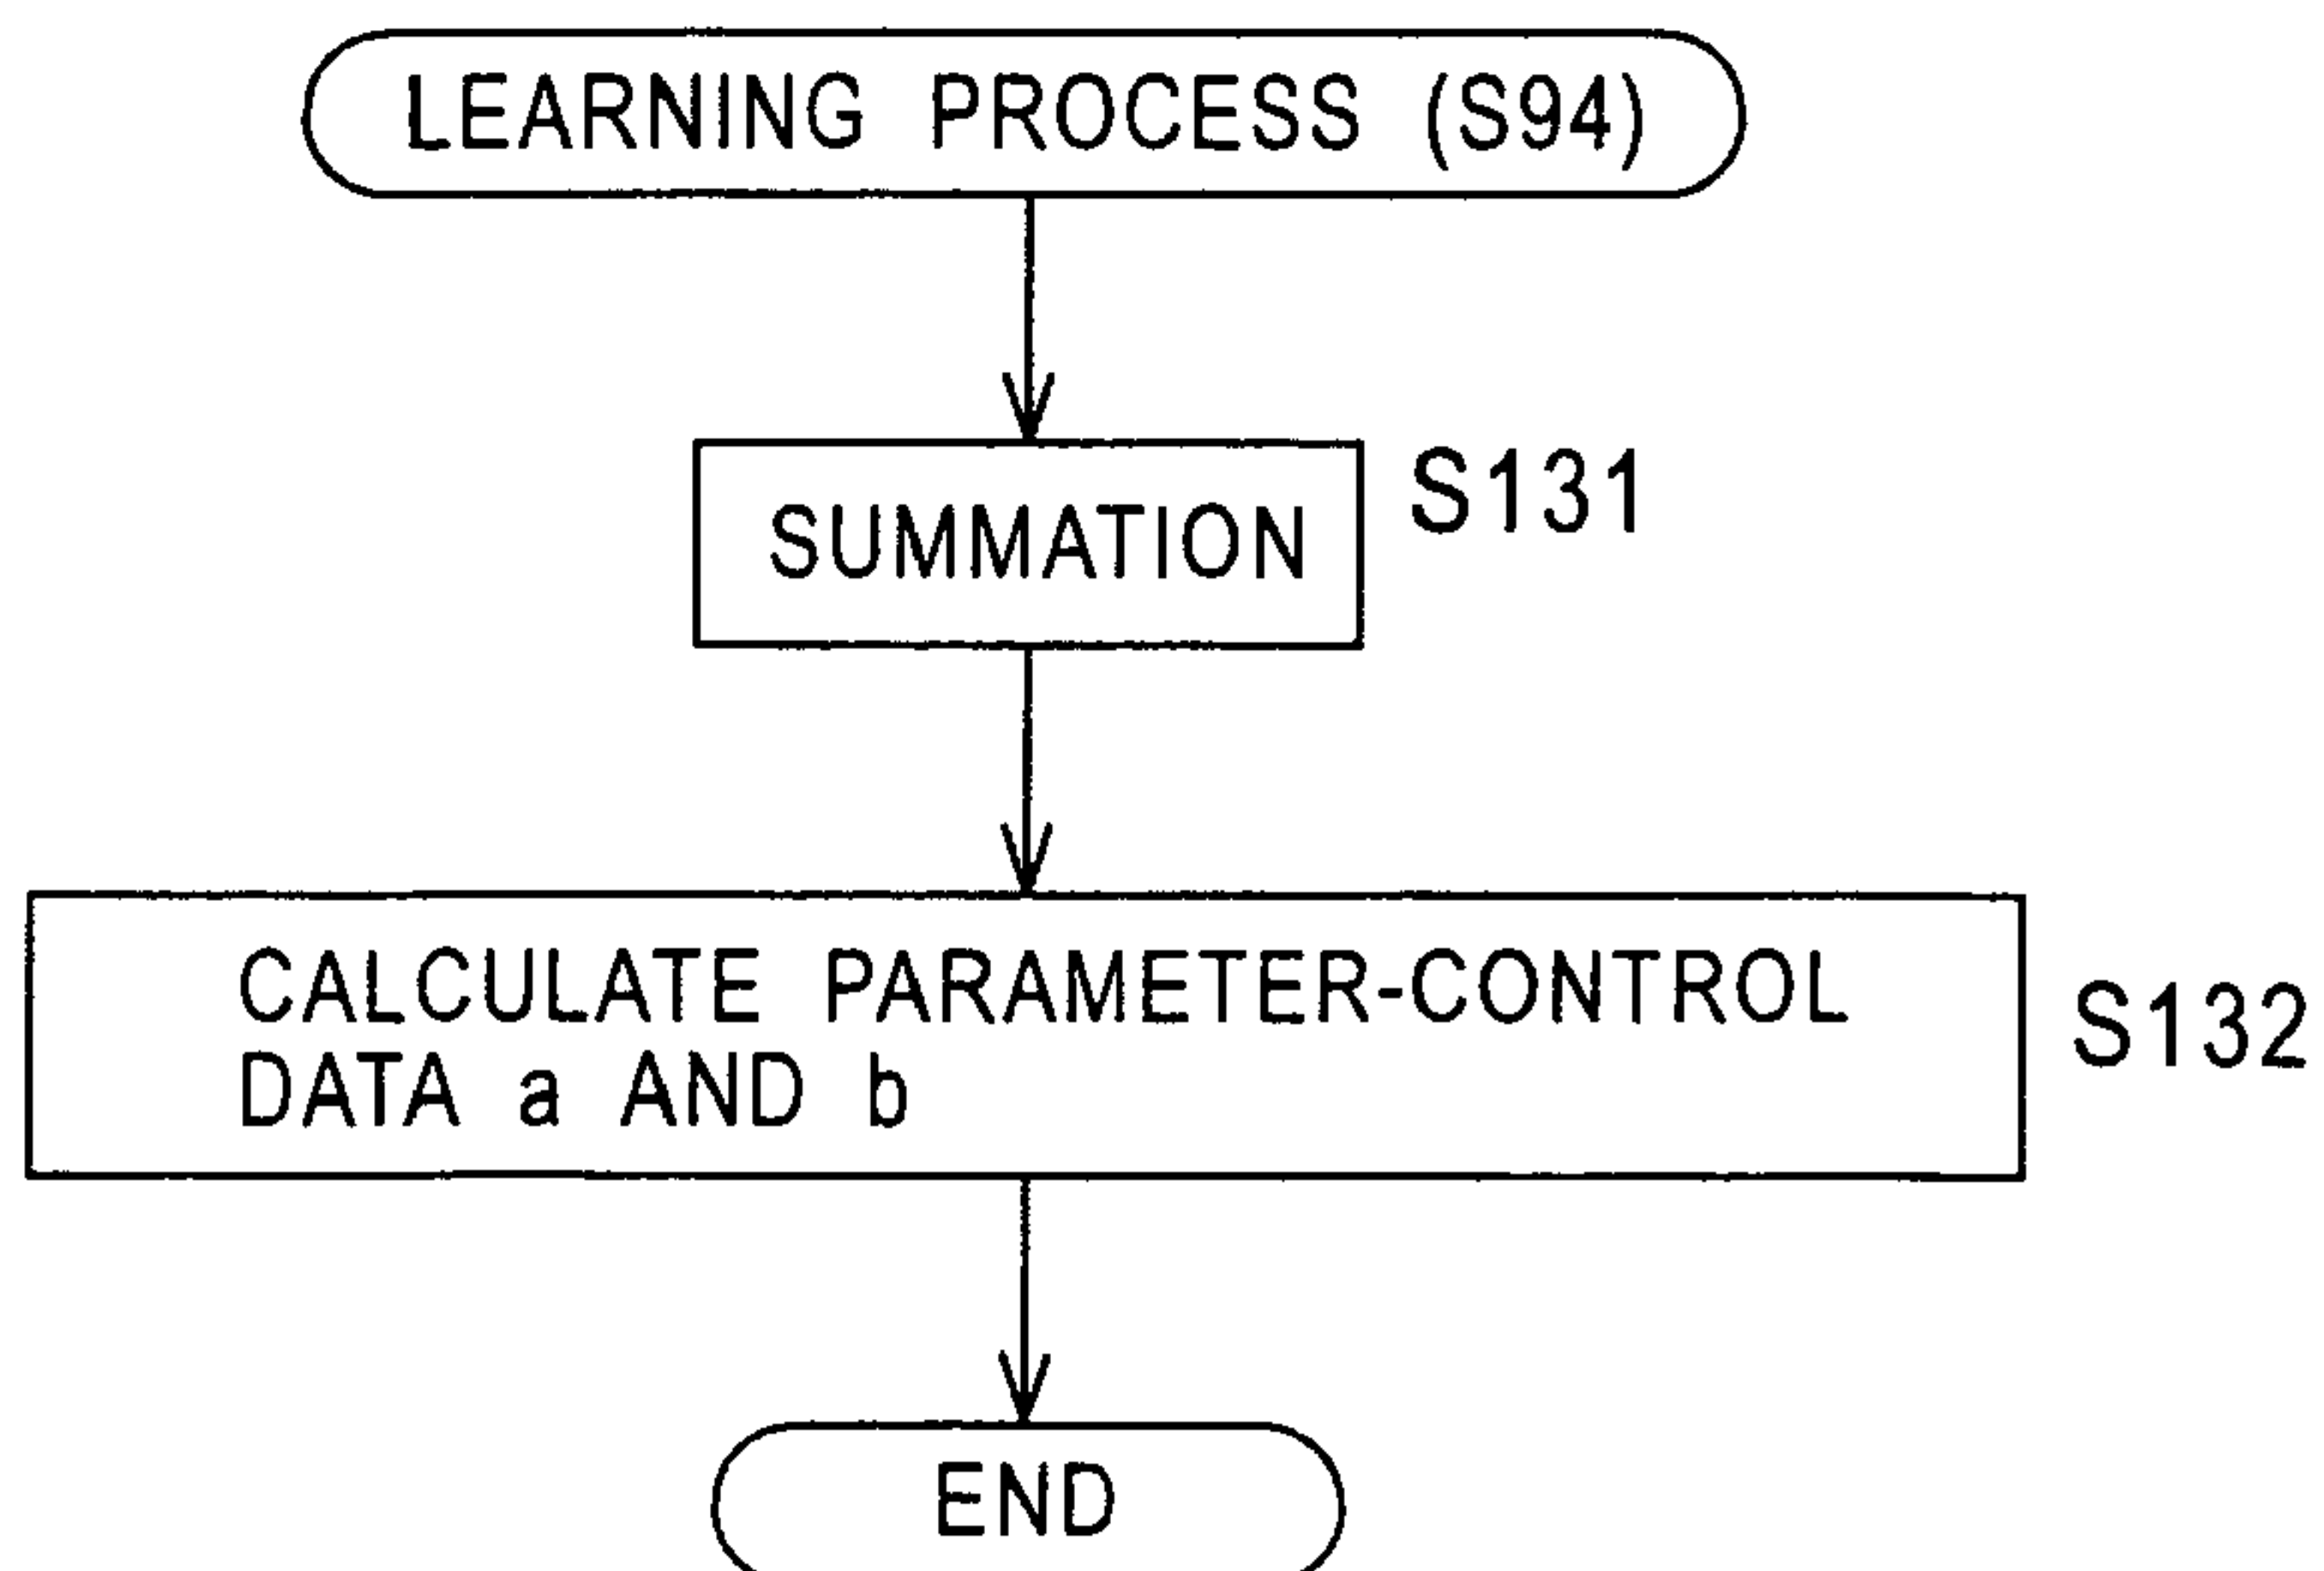 LEARNING PROCESS (S94)
SUMMATION
S131
CALCULATE PARAMETER-CONTROL
DATA a AND b
S132
END